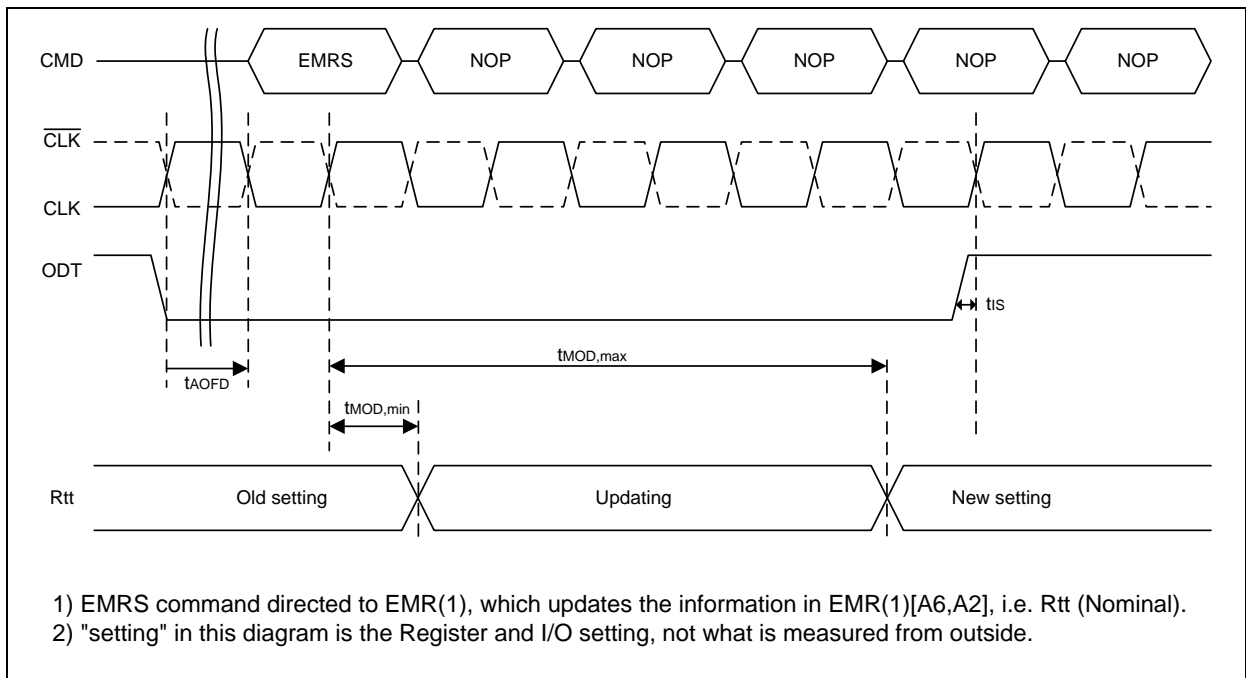 CMD EMRS NOP NOP NOP NOP NOP
CLK
CLK
ODT
tIS
tMOD,max
tAOFD
tMOD,min
Rtt Old setting Updating New setting
1) EMRS command directed to EMR(1), which updates the information in EMR(1)[A6,A2], i.e. Rtt (Nominal).
2) "setting" in this diagram is the Register and I/O setting, not what is measured from outside.